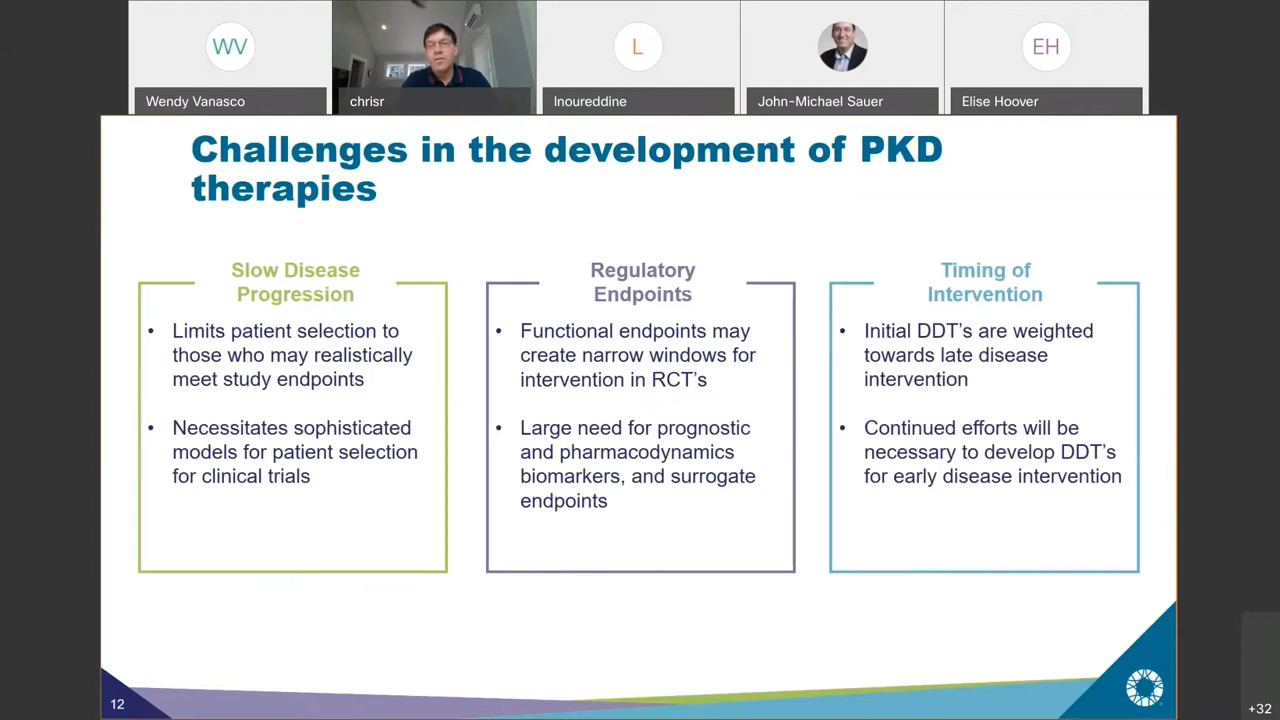 WV
L
EH
Wendy Vanasco
chrisr
lnoureddine
John-Michael Sauer
Elise Hoover
Challenges in the development of PKD
therapies
Slow Disease
Progression
• Limits patient selection to
those who may realistically
meet study endpoints
• Necessitates sophisticated
models for patient selection
for clinical trials
Regulatory
Endpoints
• Functional endpoints may
create narrow windows for
intervention in RCT's
• Large need for prognostic
and pharmacodynamics
biomarkers, and surrogate
endpoints
Timing of
Intervention
• Initial DDT's are weighted
towards late disease
intervention
• Continued efforts will be
necessary to develop DDT's
for early disease intervention
12
+32